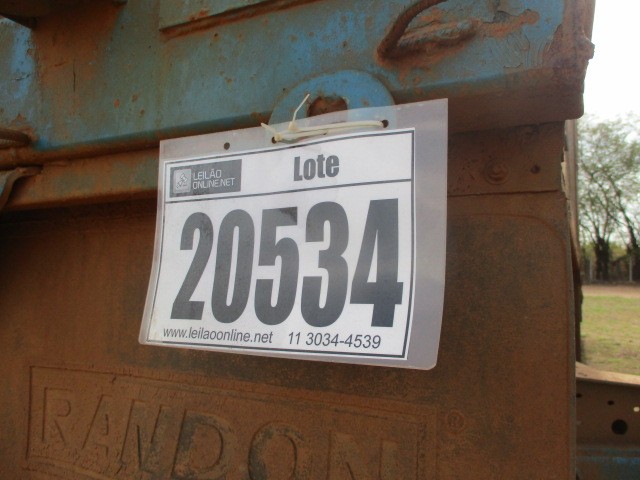 LEILÃO
ONLINE.NET
Lote
20534
www.leilaoonline.net 11 3034-4539
RANDON ®